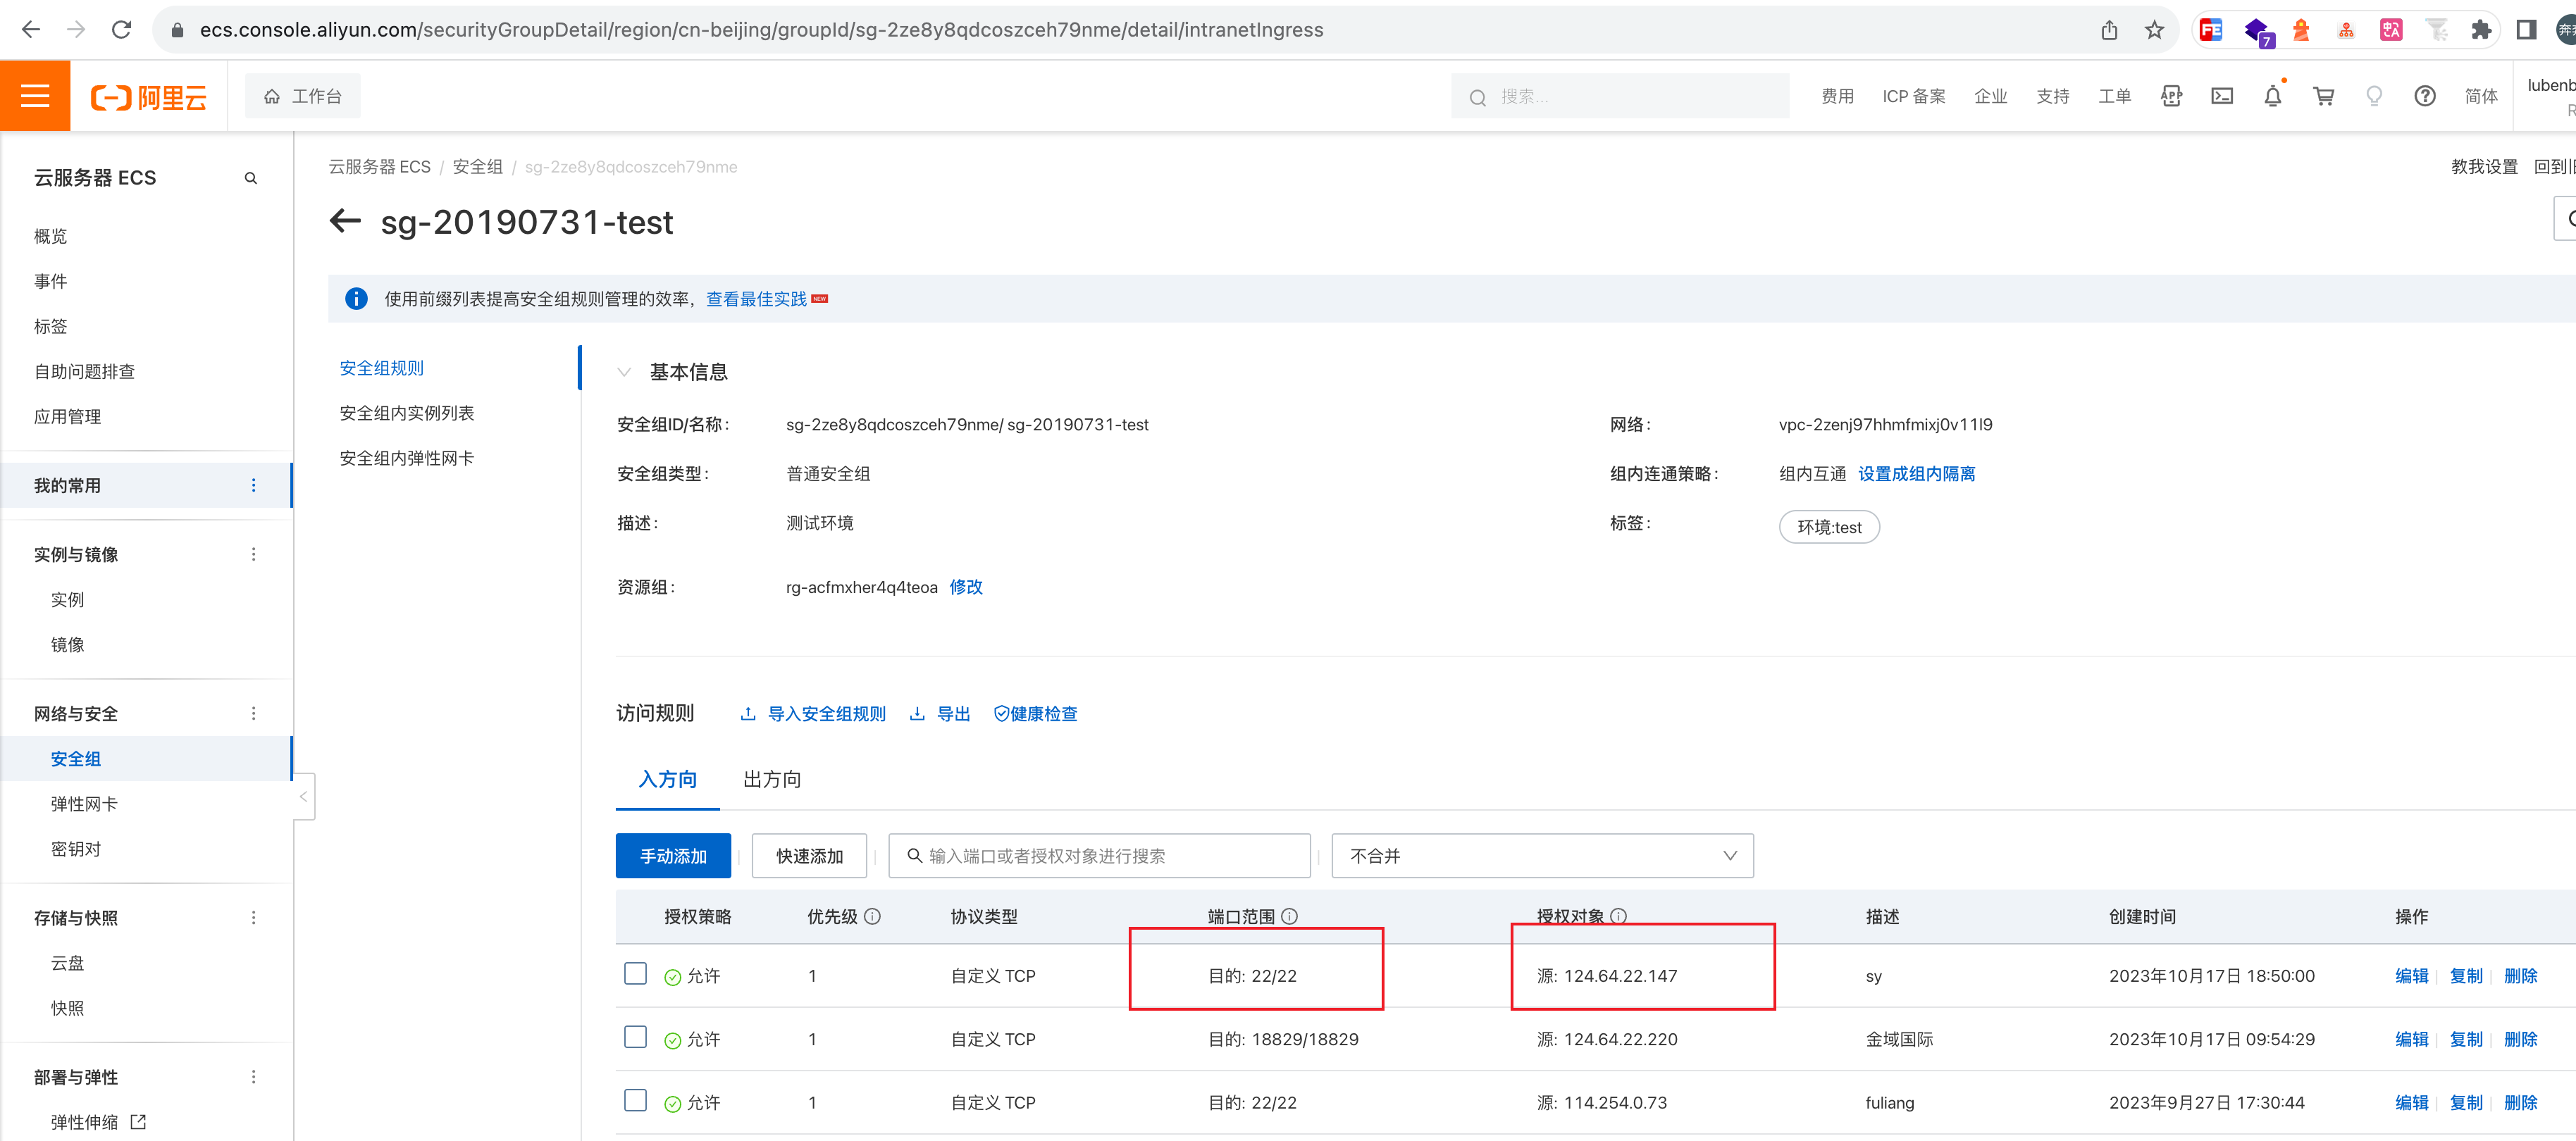 ecs.console.aliyun.com/securityGroupDetail/region/cn-beijing/groupId/sg-2ze8y8qdcoszceh79nme/detail/intranetIngress
FE
7
阿里云
工作台
搜索...
费用 ICP 备案 企业 支持 工单 APP 简体
lubenb
云服务器 ECS
概览
事件
标签
自助问题排查
应用管理
我的常用
实例与镜像
实例
镜像
网络与安全
安全组
弹性网卡
密钥对
存储与快照
云盘
快照
部署与弹性
弹性伸缩
云服务器 ECS / 安全组 / sg-2ze8y8qdcoszceh79nme
教我设置 回到
sg-20190731-test
使用前缀列表提高安全组规则管理的效率，查看最佳实践 NEW
安全组规则
安全组内实例列表
安全组内弹性网卡
基本信息
安全组ID/名称： sg-2ze8y8qdcoszceh79nme/ sg-20190731-test 网络： vpc-2zenj97hhmfmixj0v11l9
安全组类型： 普通安全组 组内连通策略： 组内互通 设置成组内隔离
描述： 测试环境 标签： 环境:test
资源组： rg-acfmxher4q4teoa 修改
访问规则 导入安全组规则 导出 健康检查
入方向 出方向
手动添加 快速添加 输入端口或者授权对象进行搜索 不合并
授权策略 优先级 协议类型 端口范围 授权对象 描述 创建时间 操作
允许 1 自定义 TCP 目的: 22/22 源: 124.64.22.147 sy 2023年10月17日 18:50:00 编辑 复制 删除
允许 1 自定义 TCP 目的: 18829/18829 源: 124.64.22.220 金域国际 2023年10月17日 09:54:29 编辑 复制 删除
允许 1 自定义 TCP 目的: 22/22 源: 114.254.0.73 fuliang 2023年9月27日 17:30:44 编辑 复制 删除